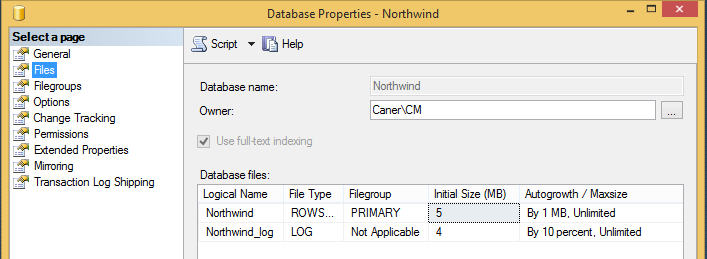 Database Properties - Northwind
Select a page
General
Files
Filegroups
Options
Change Tracking
Permissions
Extended Properties
Mirroring
Transaction Log Shipping
Script Help
Database name: Northwind
Owner: Caner\CM ...
Use full-text indexing
Database files:
Logical Name File Type Filegroup Initial Size (MB) Autogrowth / Maxsize
Northwind ROWS... PRIMARY 5 By 1 MB, Unlimited
Northwind_log LOG Not Applicable 4 By 10 percent, Unlimited